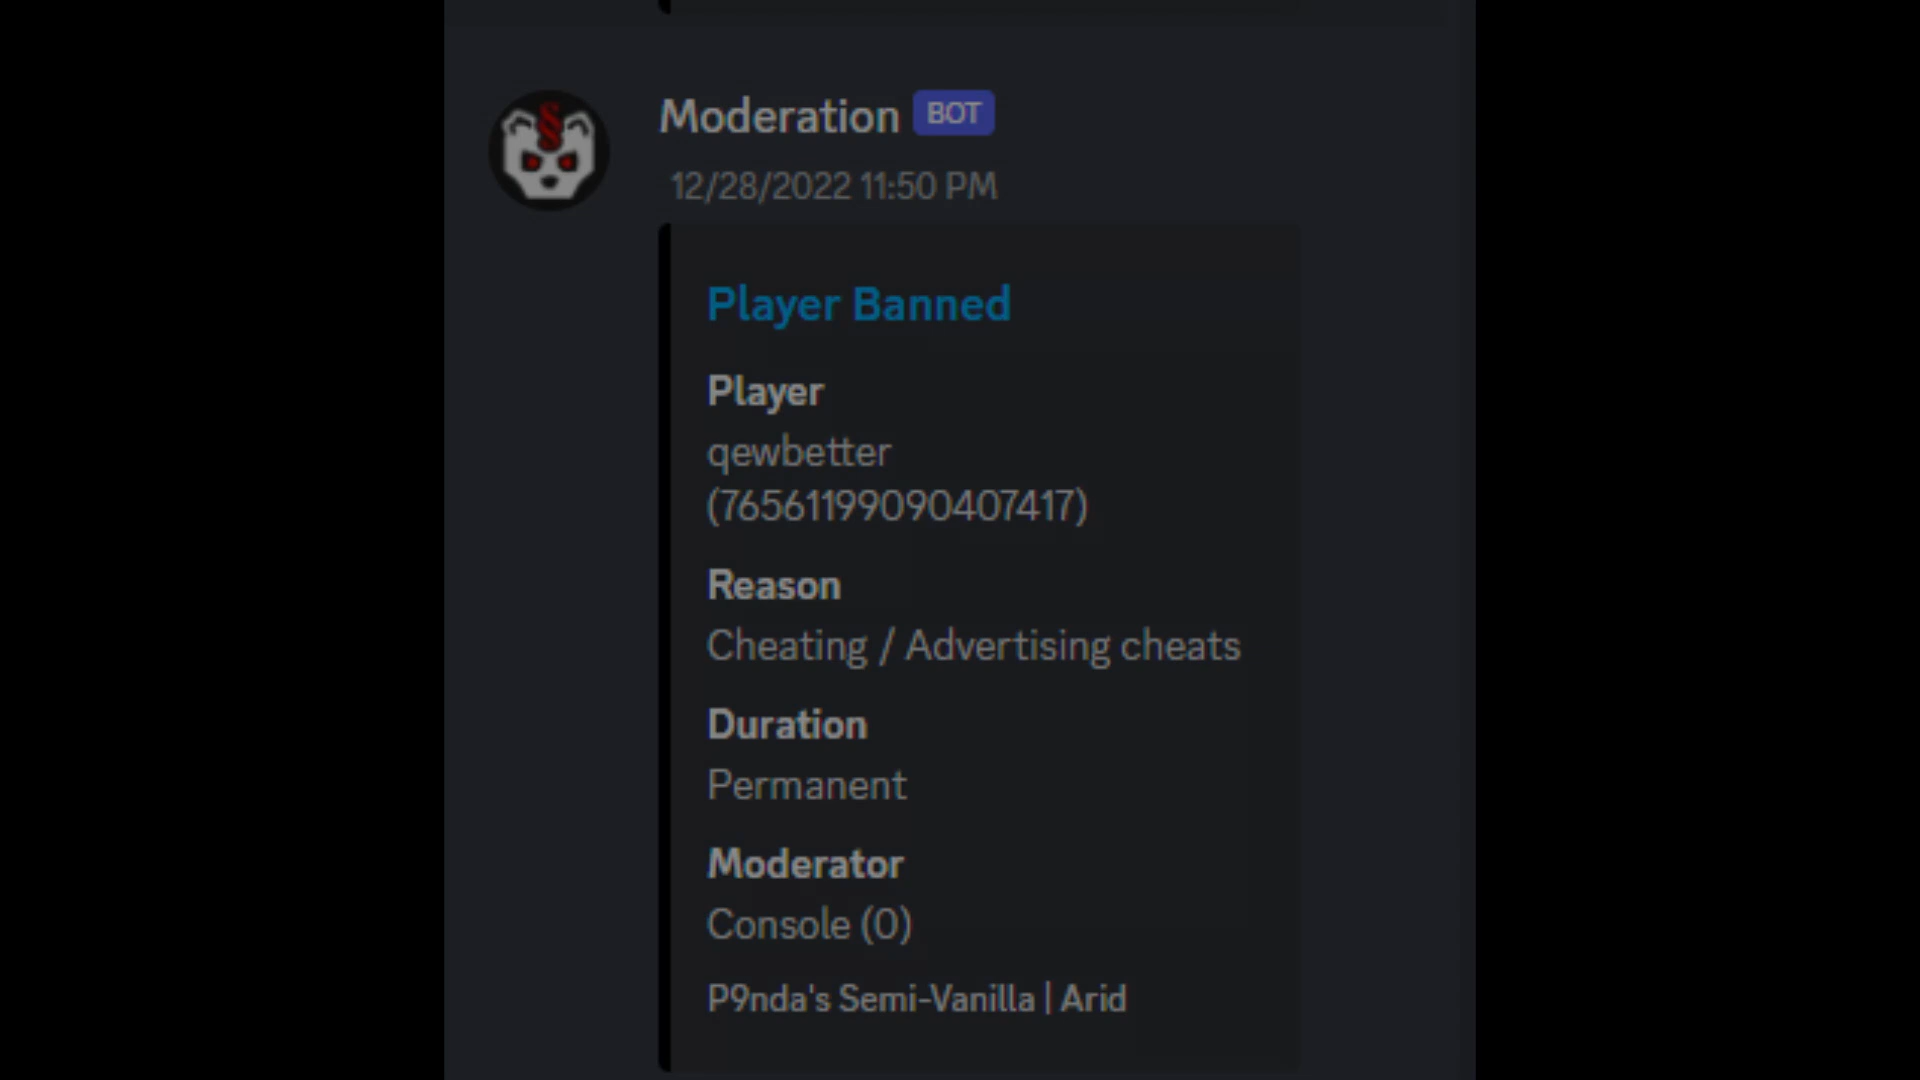 Moderation BOT
12/28/2022 11:50 PM
Player Banned
Player
qewbetter
(76561199090407417)
Reason
Cheating / Advertising cheats
Duration
Permanent
Moderator
Console (0)
P9nda's Semi-Vanilla | Arid